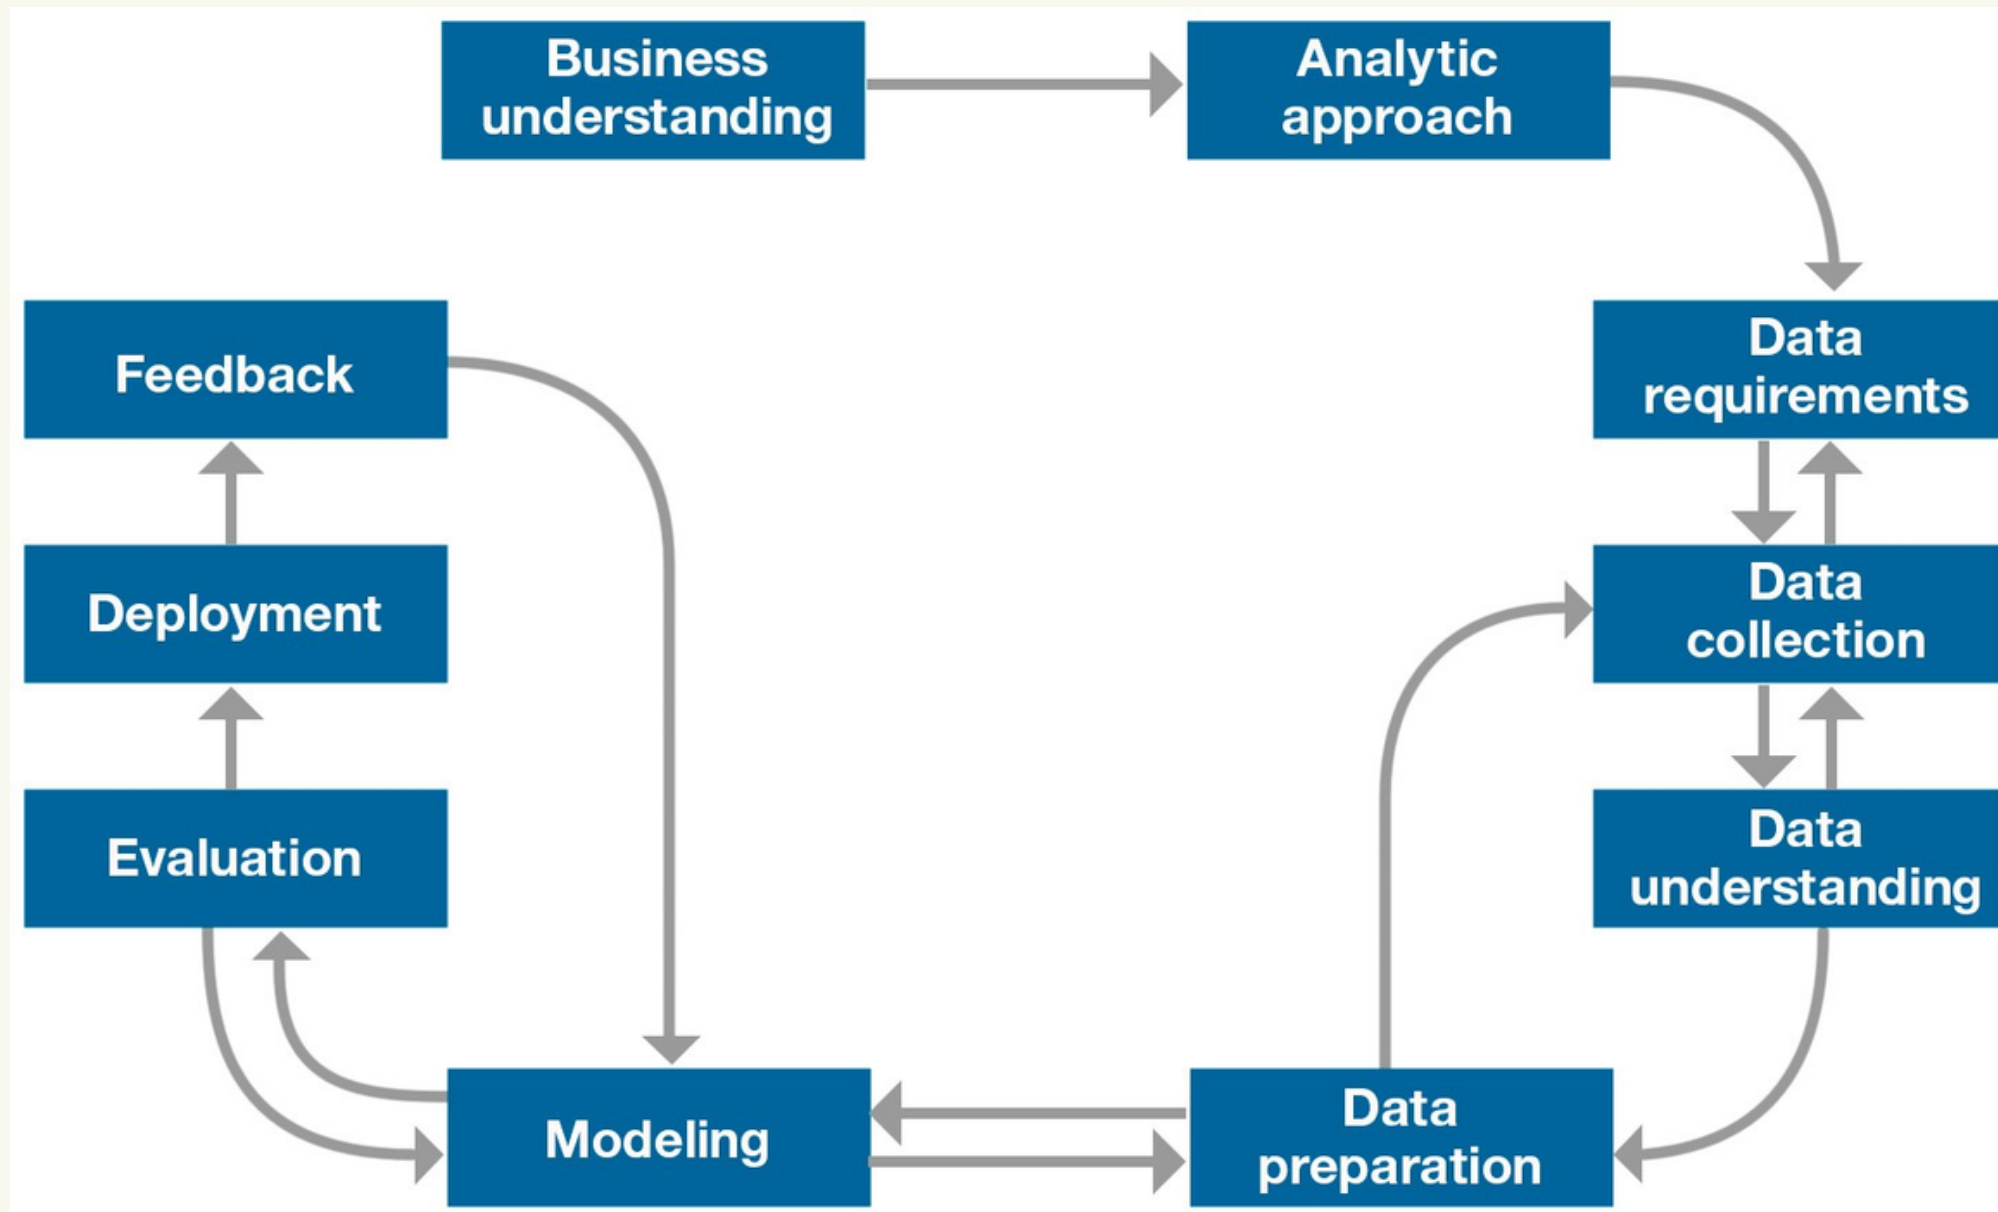 Business
understanding
Analytic
approach
Data
requirements
Feedback
Data
collection
Deployment
Data
understanding
Evaluation
Modeling
Data
preparation